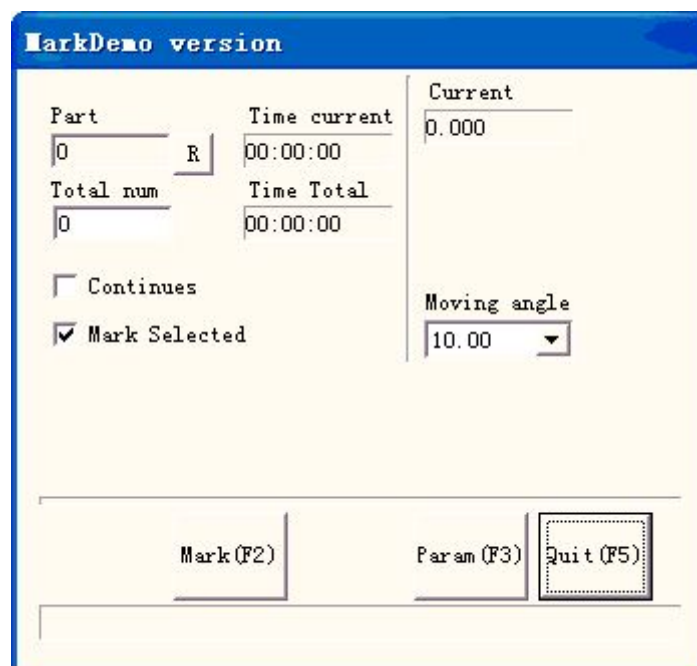 MarkDemo version
Part
Time current
0
R
00:00:00
Total num
Time Total
0
00:00:00
Continues
Mark Selected
Current
0.000
Moving angle
10.00
Mark(F2)
Param(F3)
Quit(F5)